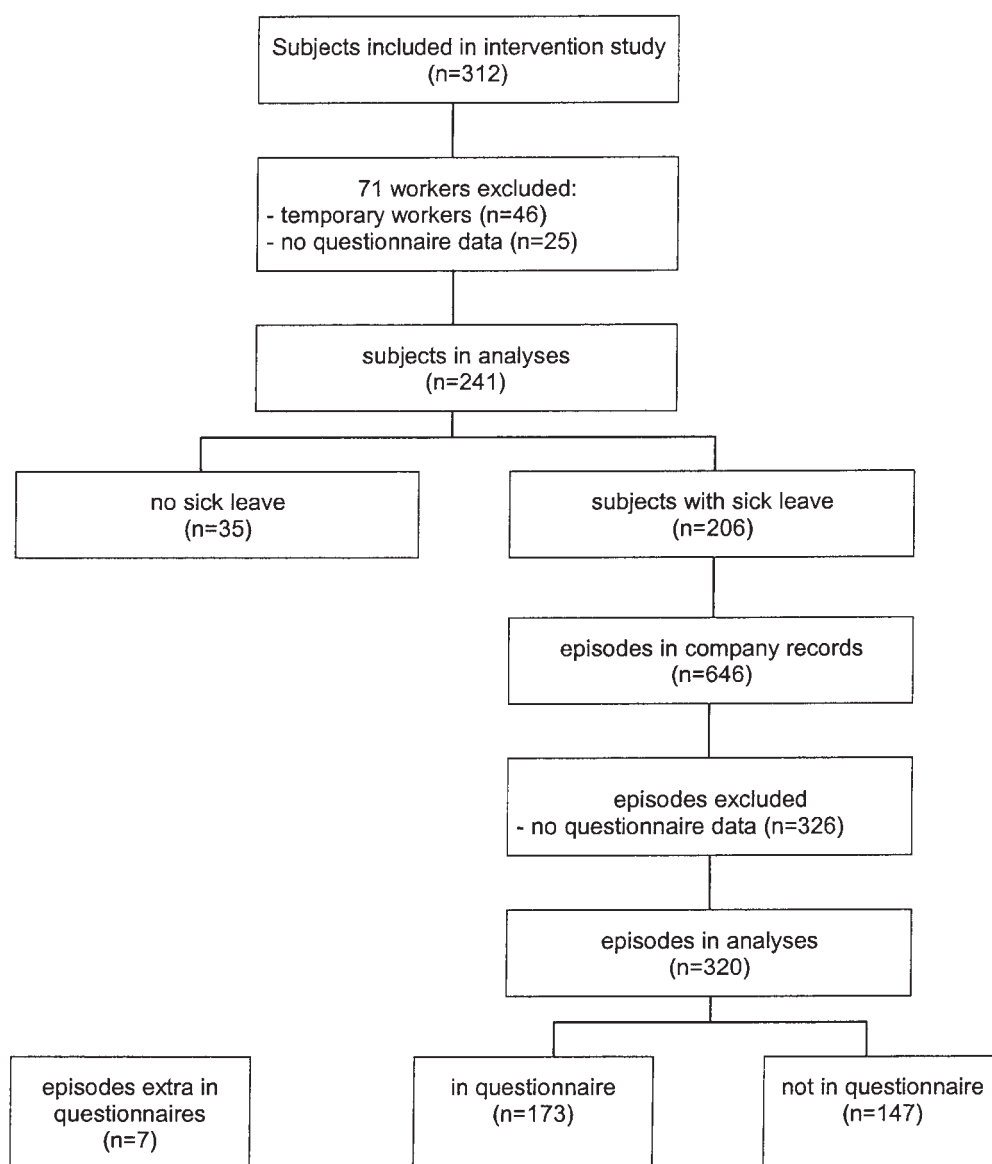 Subjects included in intervention study
(n=312)
71 workers excluded:
- temporary workers (n=46)
- no questionnaire data (n=25)
subjects in analyses
(n=241)
no sick leave
(n=35)
subjects with sick leave
(n=206)
episodes in company records
(n=646)
episodes excluded
- no questionnaire data (n=326)
episodes in analyses
(n=320)
episodes extra in
questionnaires
(n=7)
in questionnaire
(n=173)
not in questionnaire
(n=147)